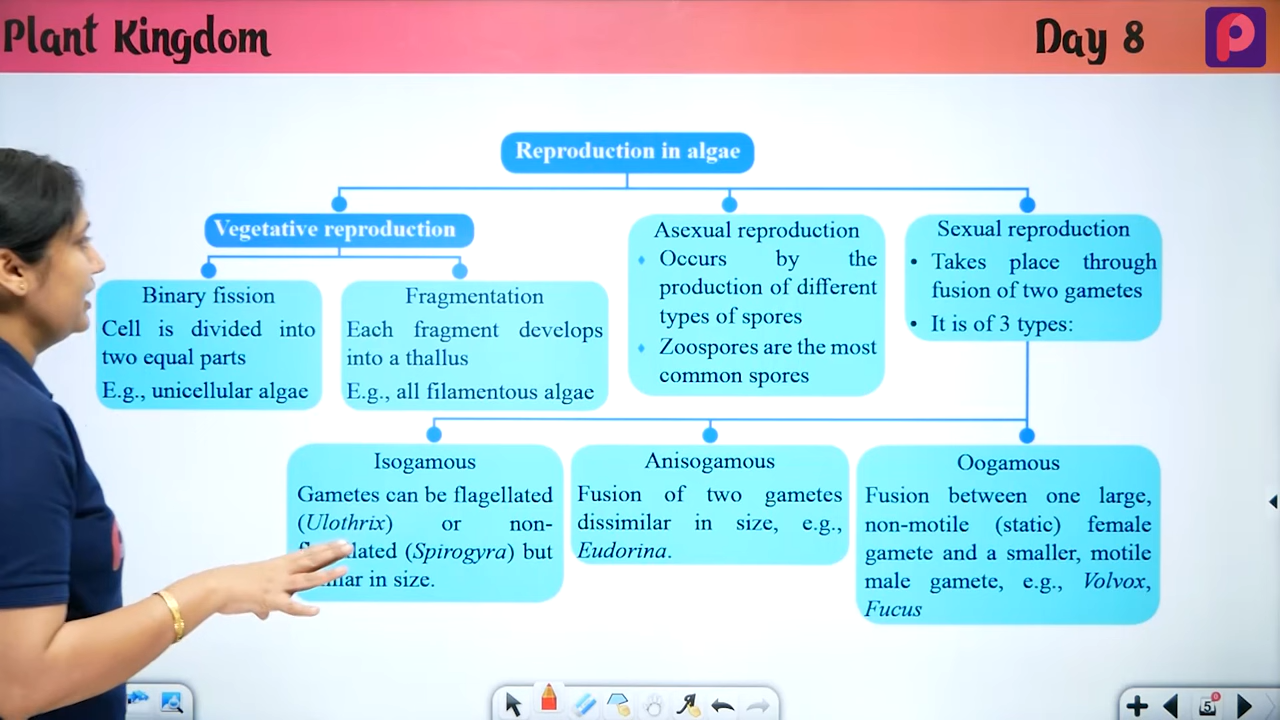 Plant Kingdom
Day 8
Reproduction in algae
Vegetative reproduction
Binary fission
Cell is divided into
two equal parts
E.g., unicellular algae
Fragmentation
Each fragment develops
into a thallus
E.g., all filamentous algae
Asexual reproduction
• Occurs by the
production of different
types of spores
• Zoospores are the most
common spores
Sexual reproduction
• Takes place through
fusion of two gametes
• It is of 3 types:
Isogamous
Gametes can be flagellated
(Ulothrix) or non-
(Spirogyra) but
in size.
Anisogamous
Fusion of two gametes
dissimilar in size, e.g.,
Eudorina.
Oogamous
Fusion between one large,
non-motile (static) female
gamete and a smaller, motile
male gamete, e.g., Volvox,
Fucus
5